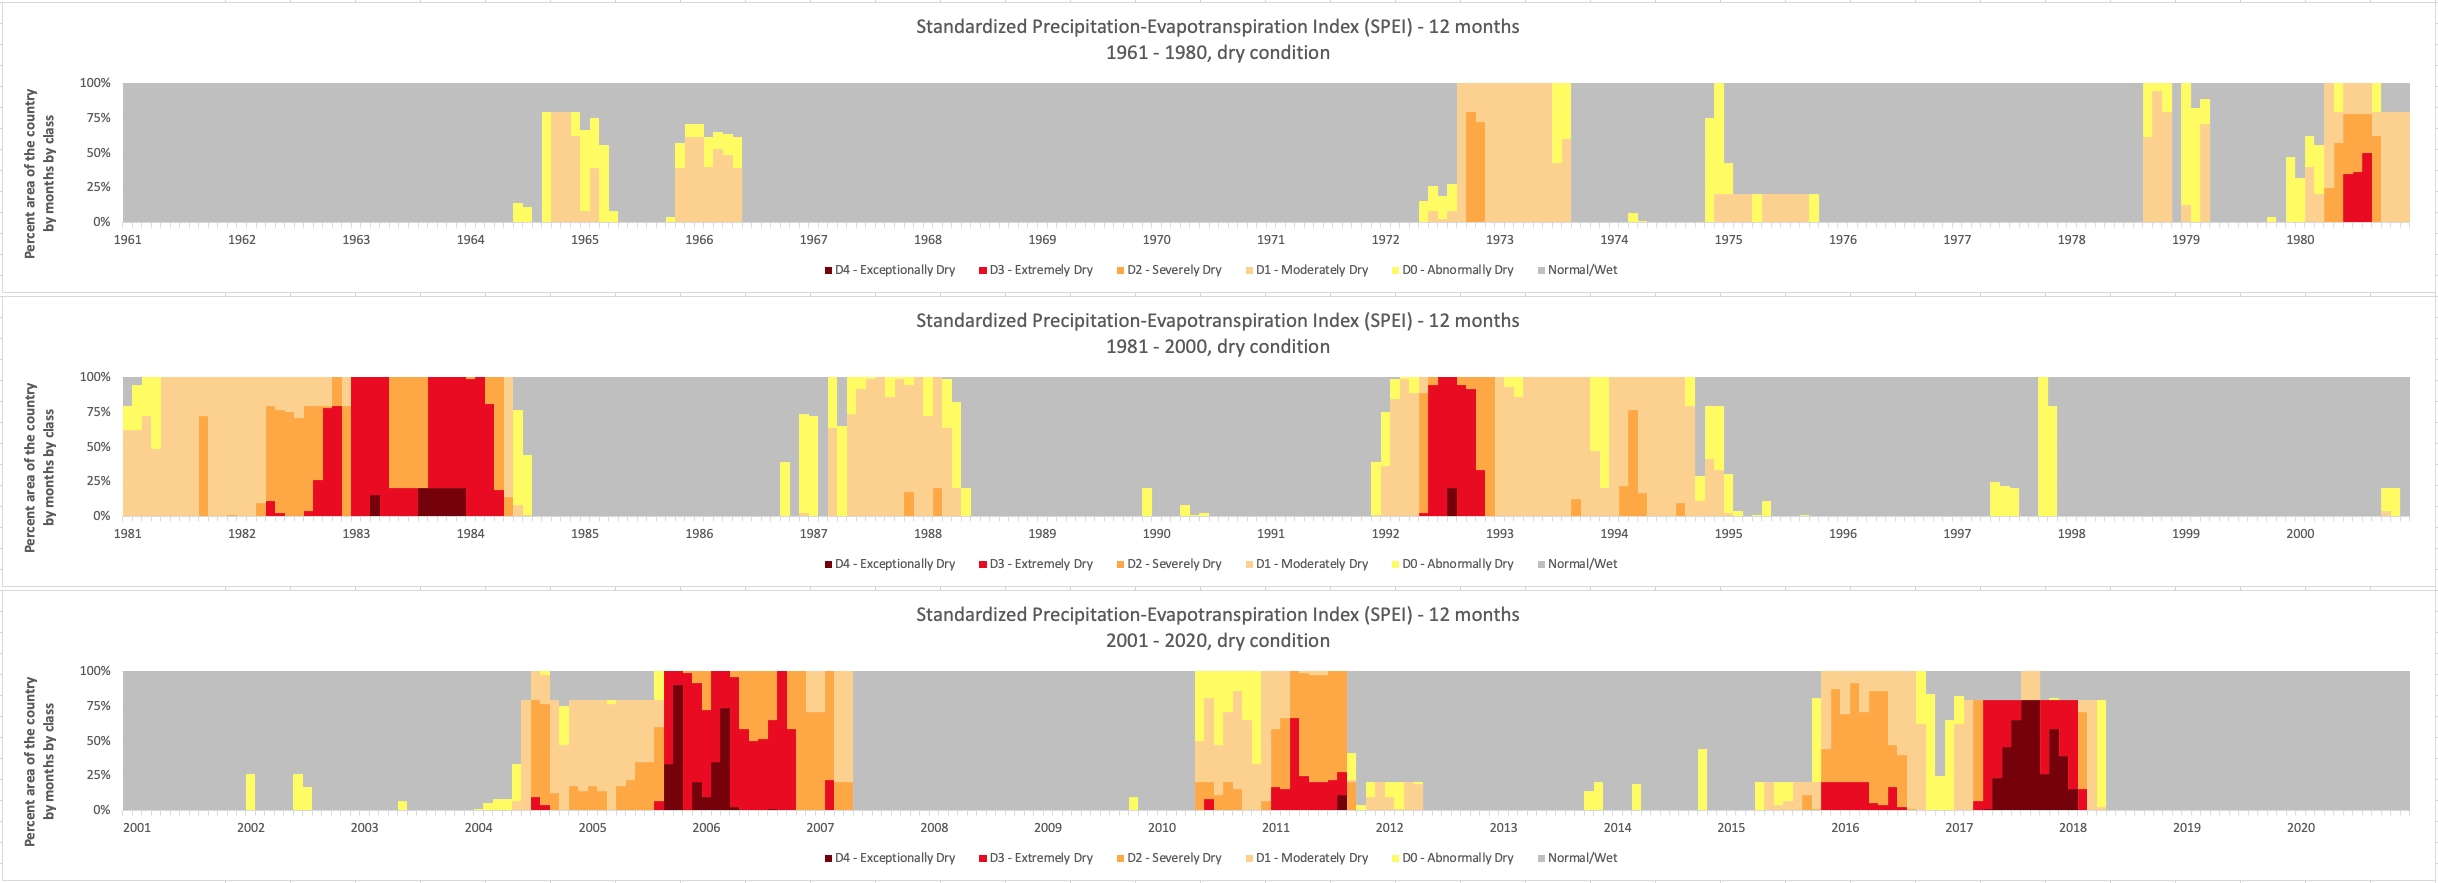 Standardized Precipitation-Evapotranspiration Index (SPEI) - 12 months
1961 - 1980, dry condition
Percent area of the country
by months by class
100%
75%
50%
25%
0%
1961 1962 1963 1964 1965 1966 1967 1968 1969 1970 1971 1972 1973 1974 1975 1976 1977 1978 1979 1980
D4 - Exceptionally Dry D3 - Extremely Dry D2 - Severely Dry D1 - Moderately Dry D0 - Abnormally Dry Normal/Wet
Standardized Precipitation-Evapotranspiration Index (SPEI) - 12 months
1981 - 2000, dry condition
Percent area of the country
by months by class
100%
75%
50%
25%
0%
1981 1982 1983 1984 1985 1986 1987 1988 1989 1990 1991 1992 1993 1994 1995 1996 1997 1998 1999 2000
D4 - Exceptionally Dry D3 - Extremely Dry D2 - Severely Dry D1 - Moderately Dry D0 - Abnormally Dry Normal/Wet
Standardized Precipitation-Evapotranspiration Index (SPEI) - 12 months
2001 - 2020, dry condition
Percent area of the country
by months by class
100%
75%
50%
25%
0%
2001 2002 2003 2004 2005 2006 2007 2008 2009 2010 2011 2012 2013 2014 2015 2016 2017 2018 2019 2020
D4 - Exceptionally Dry D3 - Extremely Dry D2 - Severely Dry D1 - Moderately Dry D0 - Abnormally Dry Normal/Wet